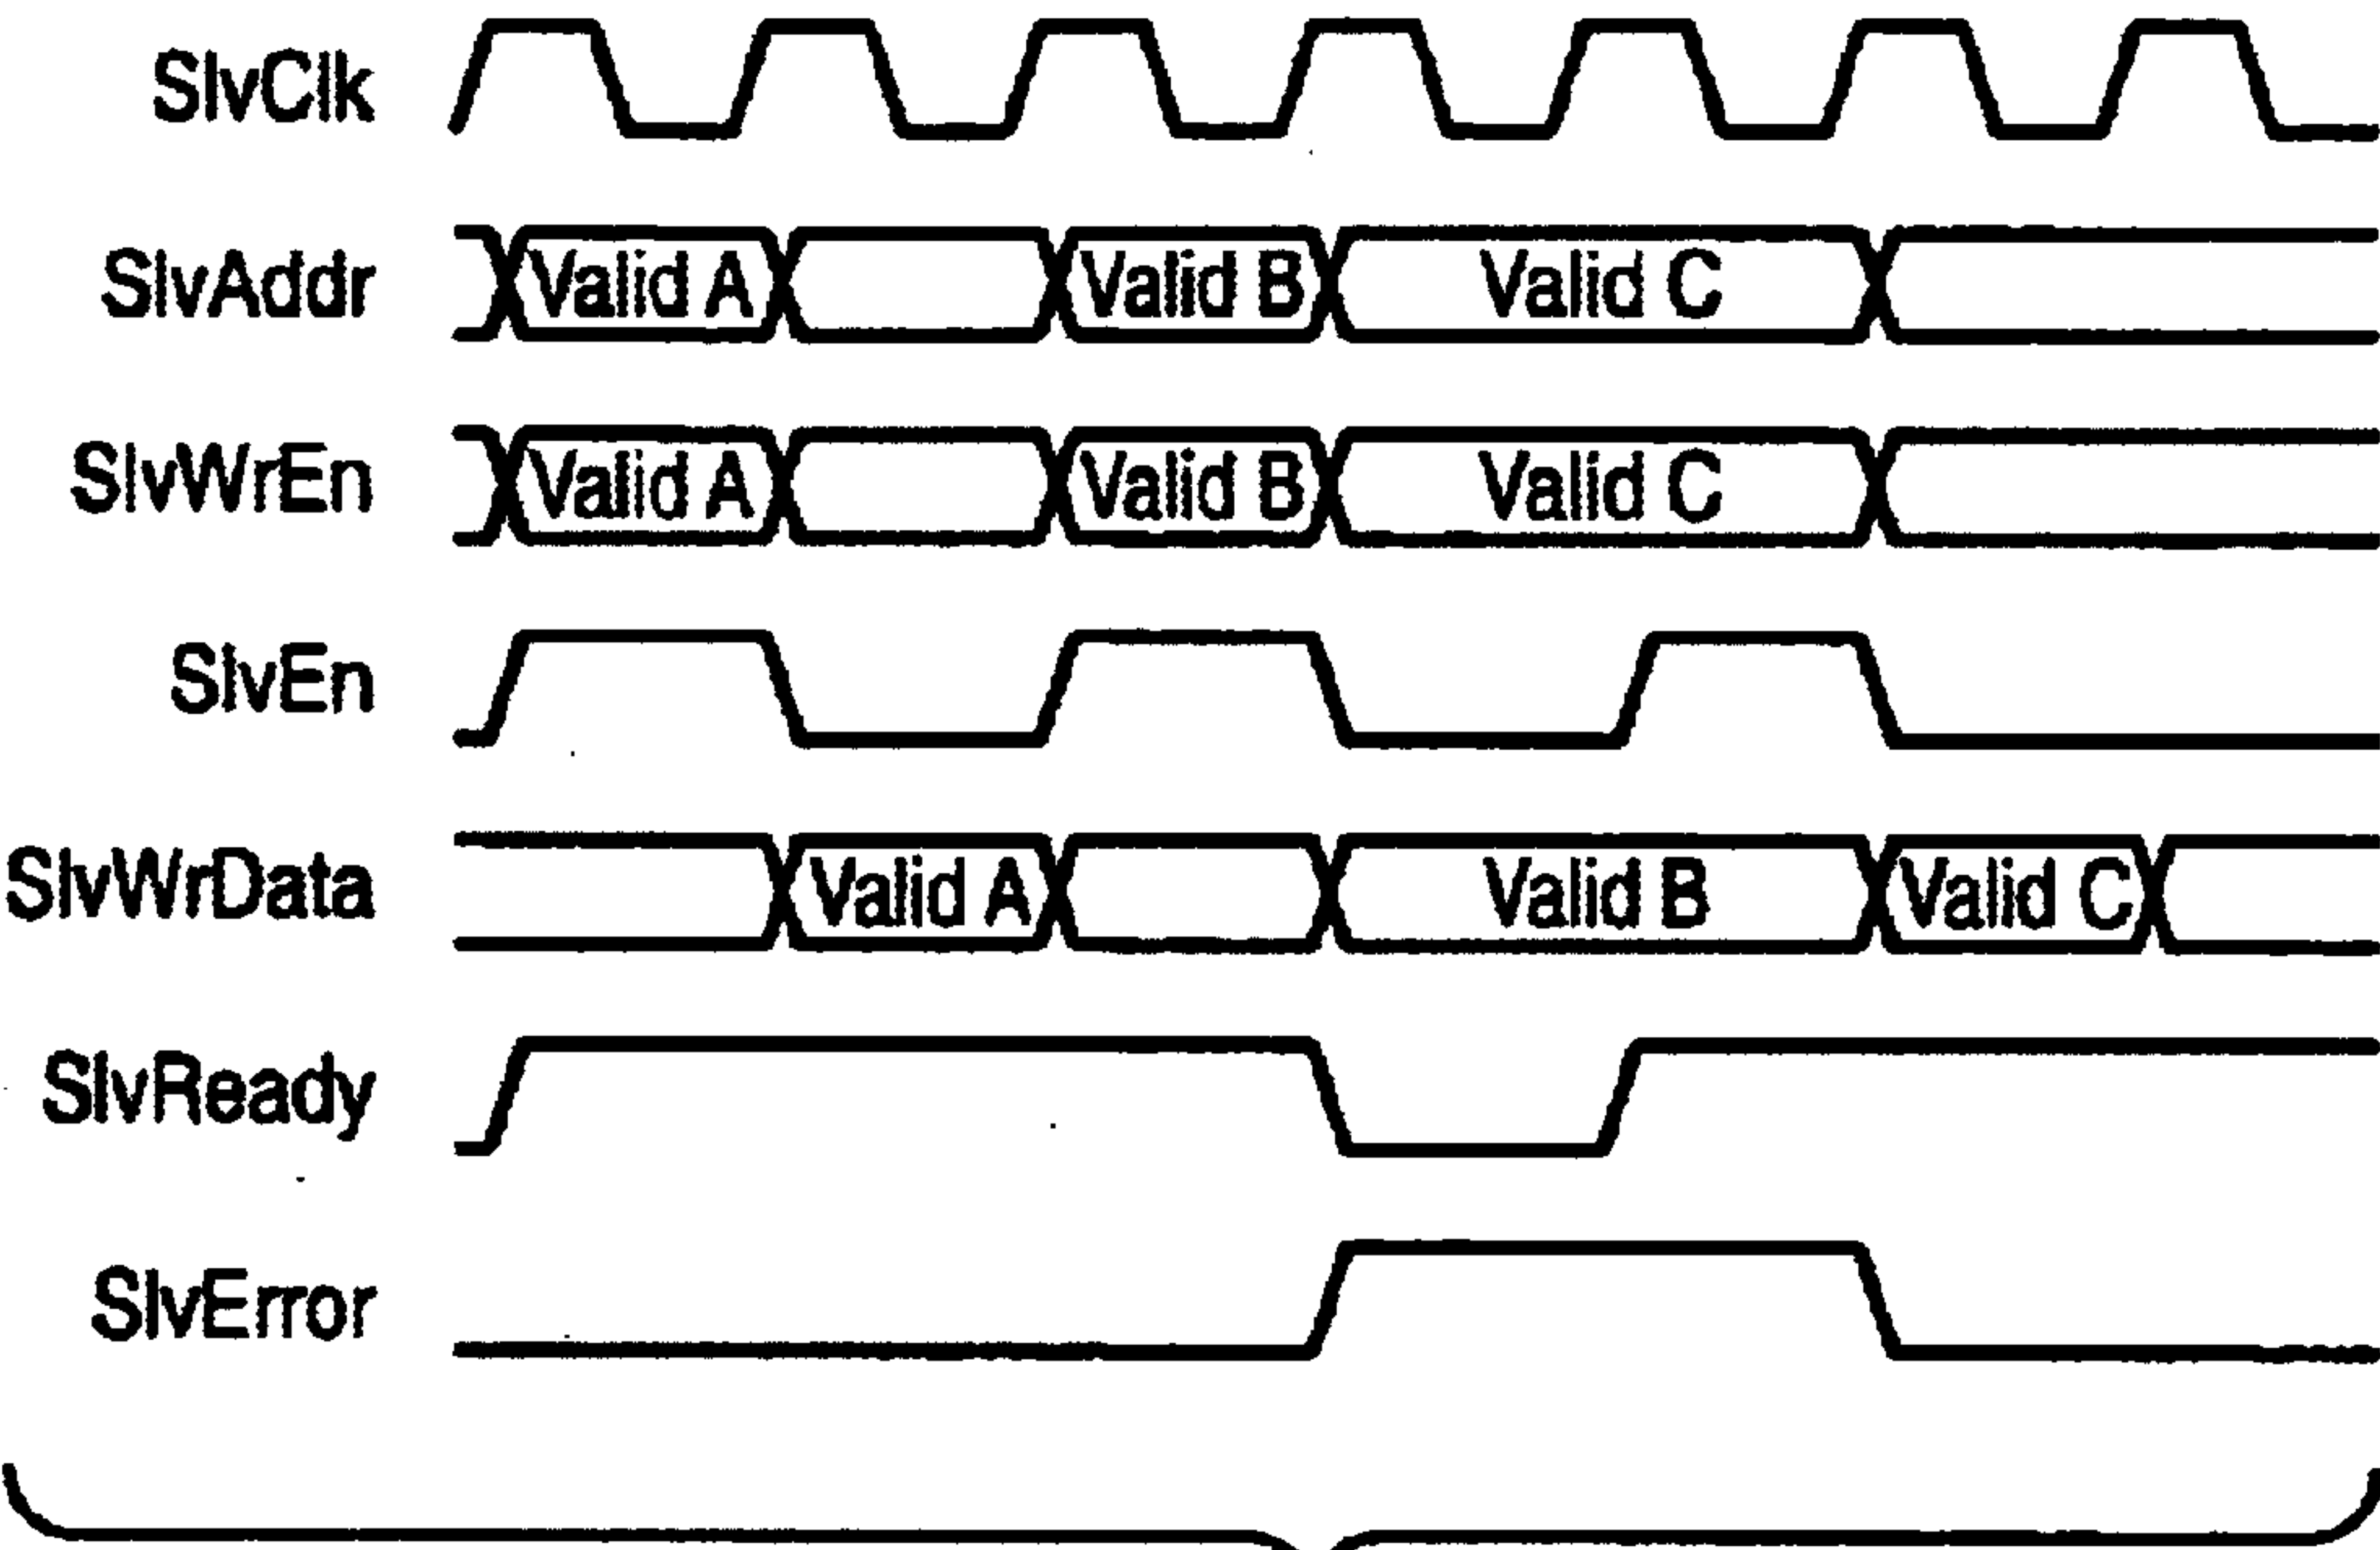 SlvClk
SlvAddr Valid A Valid B Valid C
SlvWrEn Valid A Valid B Valid C
SlvEn
SlvWrData Valid A Valid B Valid C
SlvReady
SlvError